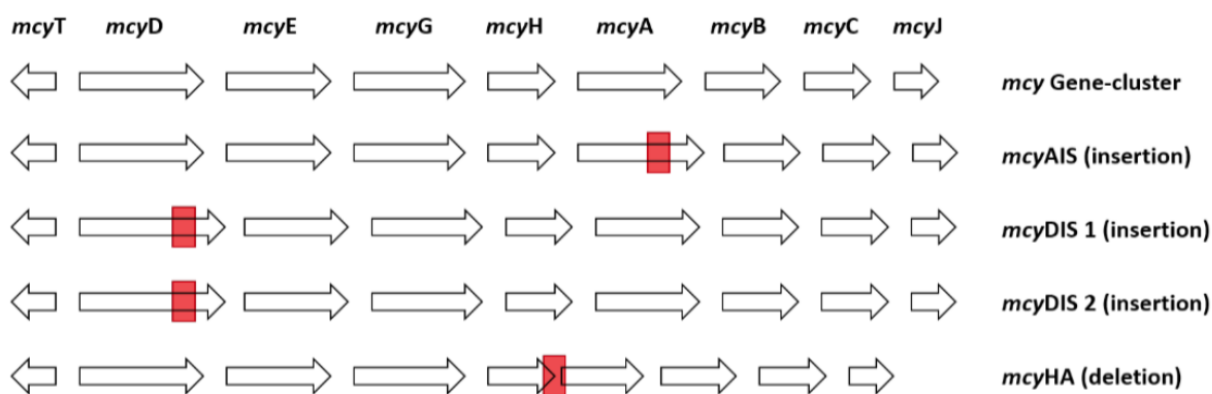 mcyT mcyD mcyE mcyG mcyH mcyA mcyB mcyC mcyJ
mcy Gene-cluster
mcyAIS (insertion)
mcyDIS 1 (insertion)
mcyDIS 2 (insertion)
mcyHA (deletion)